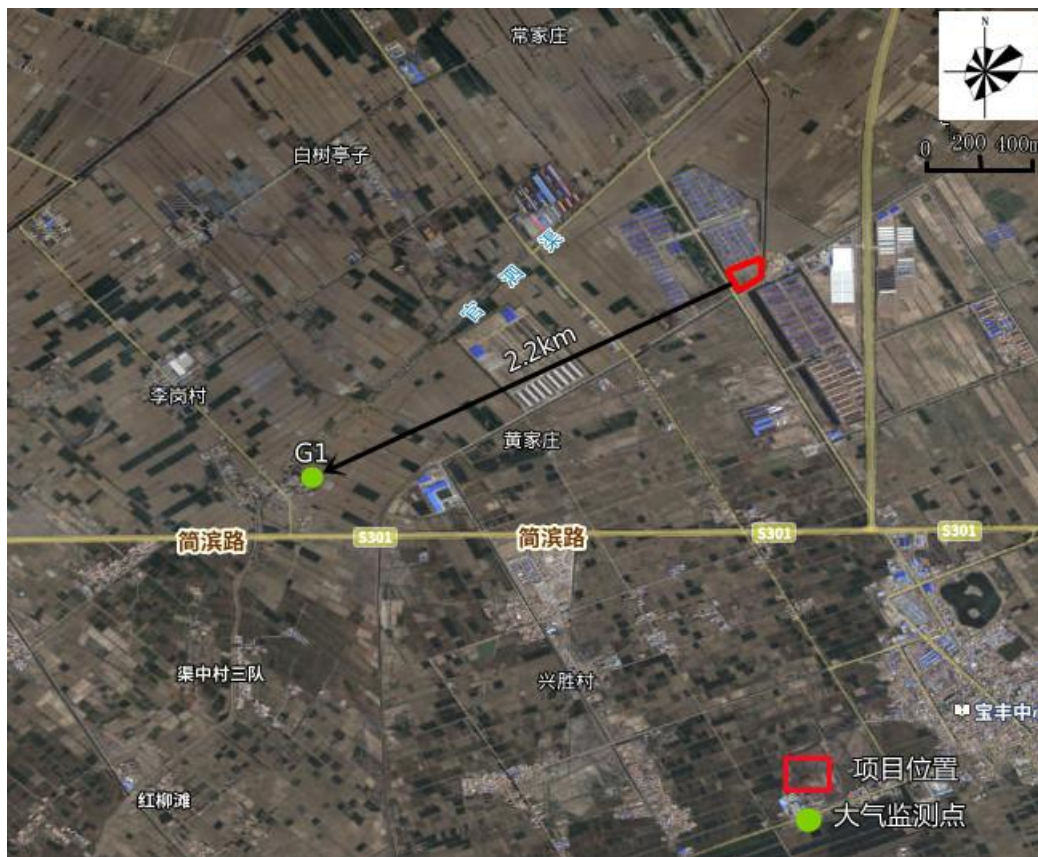 常家庄
N
0 200 400m
白树亭子
官泗渠
2.2km
李岗村
黄家庄
G1
简滨路
S301
简滨路
S301
S301
渠中村三队
兴胜村
宝丰中心
项目位置
红柳滩
大气监测点